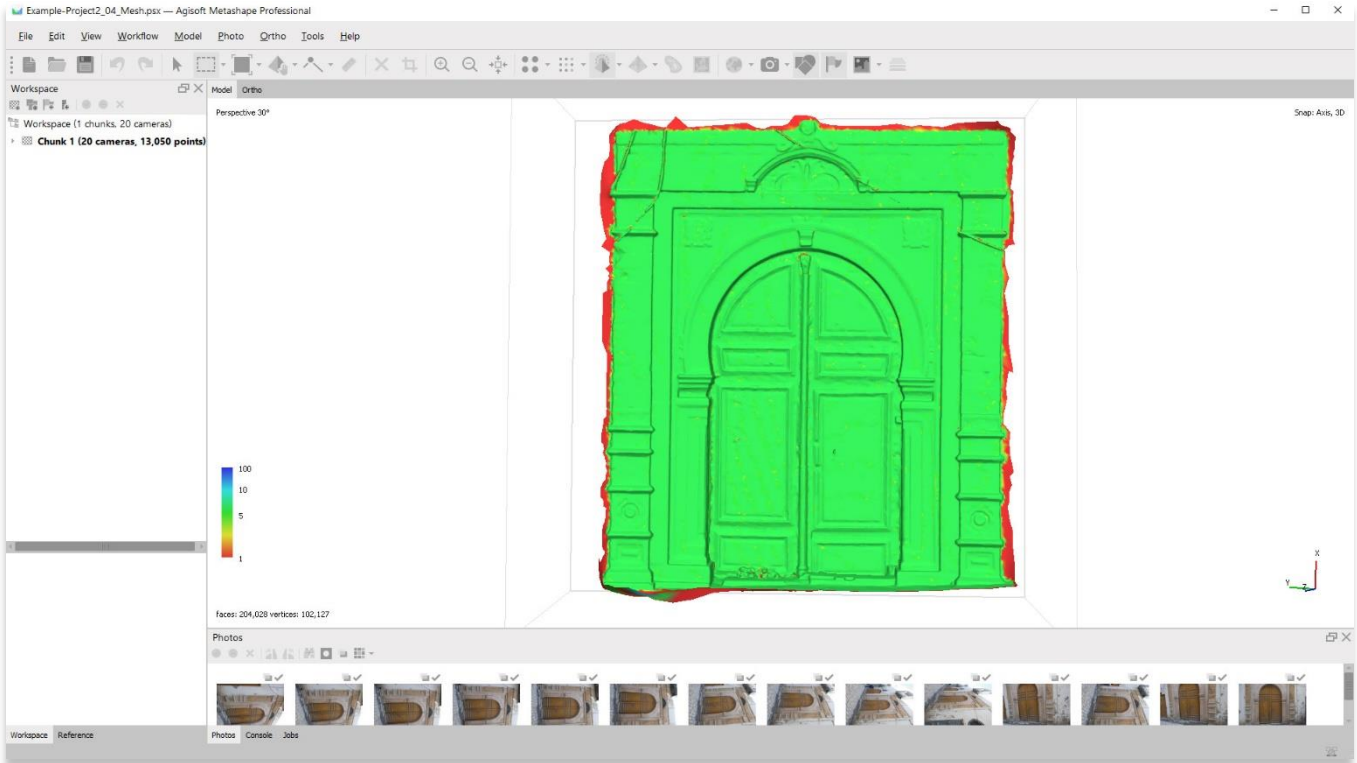 Example-Project2_04_Mesh.psx — Agisoft Metashape Professional
File Edit View Workflow Model Photo Ortho Tools Help
Workspace
Model Ortho
Workspace (1 chunks, 20 cameras)
Chunk 1 (20 cameras, 13,050 points)
Perspective 30°
Snap: Axis, 3D
100
10
5
1
X
Y
Z
faces: 204,028 vertices: 102,127
Photos
Workspace Reference
Photos Console Jobs